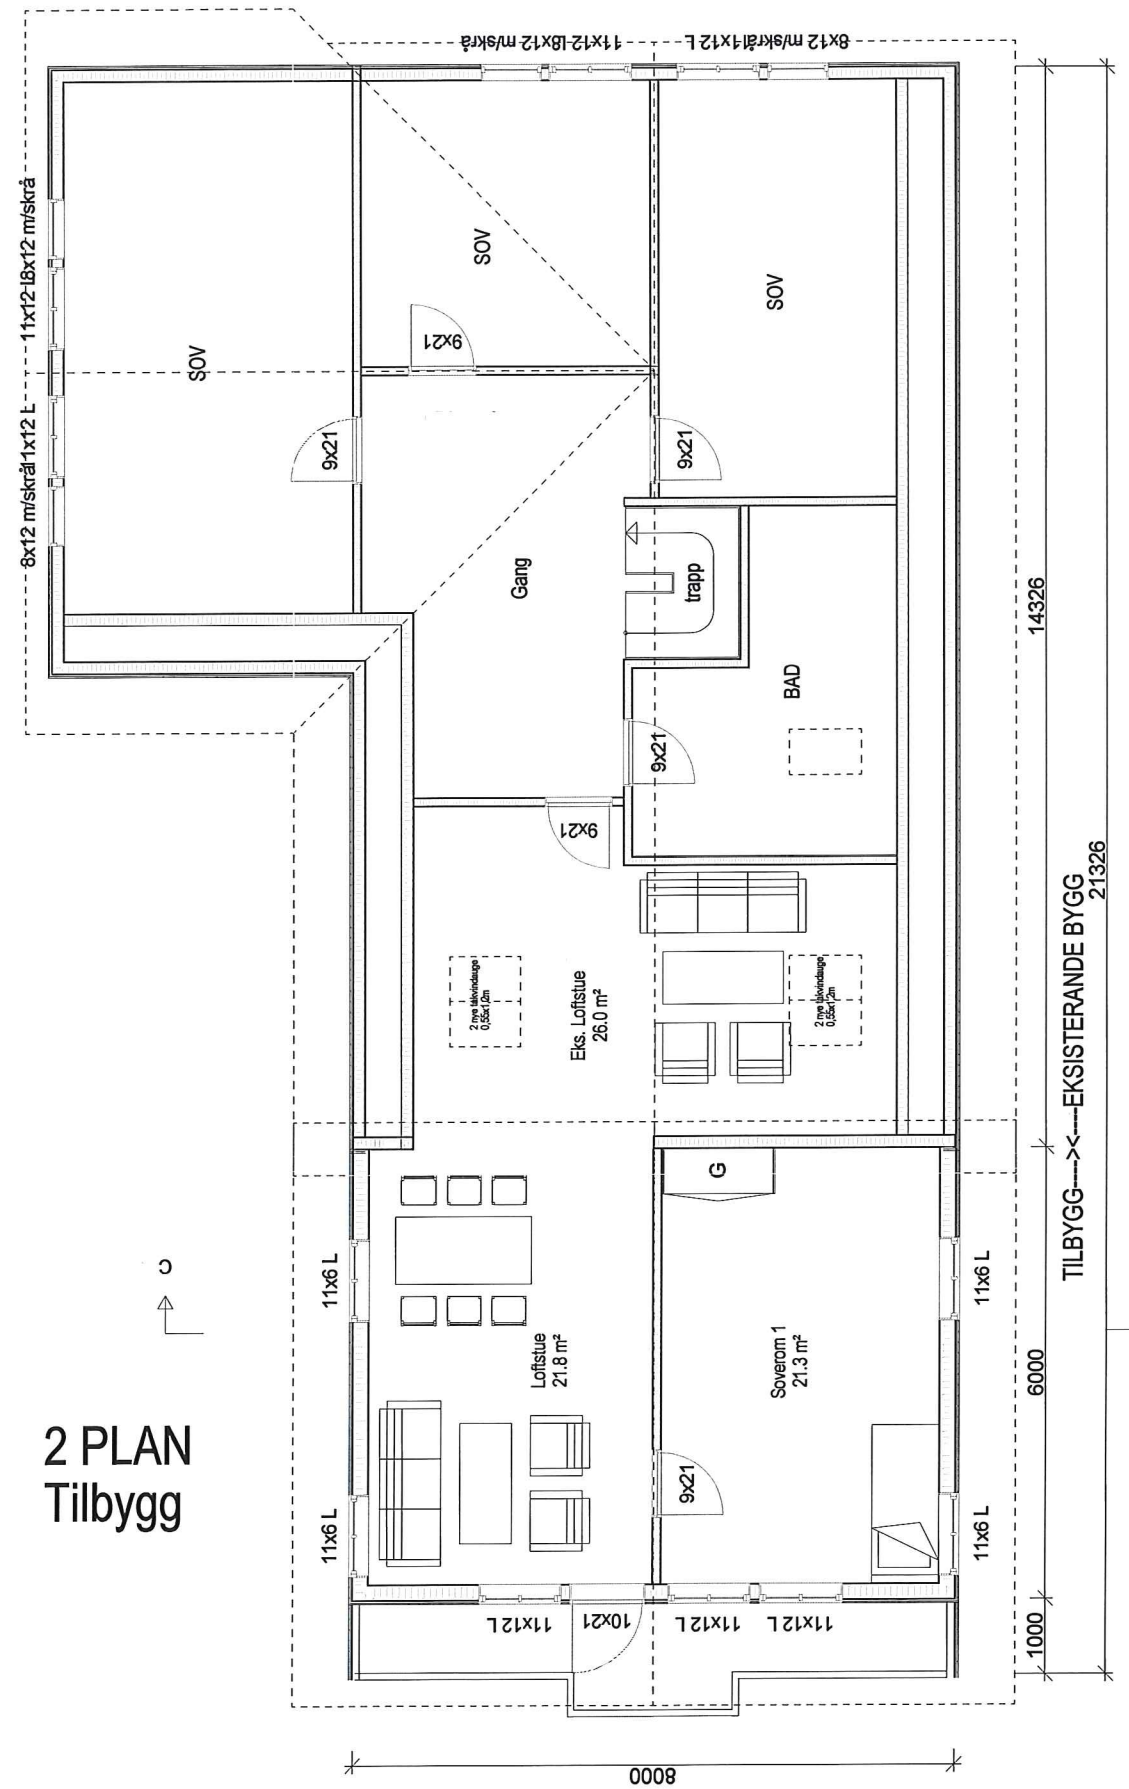 8x12 m/skrå
11x12 L
11x12 L
8x12 m/skrå
11x12 L
8x12 m/skrå
8x12 m/skrå
11x12 L
SOV
SOV
SOV
9x21
9x21
9x21
Gang
trapp
BAD
9x21
9x21
2 nye takvindauge
0,55x1,2m
Eks. Loftstue
26.0 m²
2 nye takvindauge
0,55x1,2m
14326
21326
TILBYGG----><----EKSISTERANDE BYGG
G
C
11x6 L
11x6 L
Loftstue
21.8 m²
Soverom 1
21.3 m²
6000
2 PLAN
Tilbygg
9x21
11x6 L
11x6 L
11x12 L
10x21
11x12 L
11x12 L
1000
8000